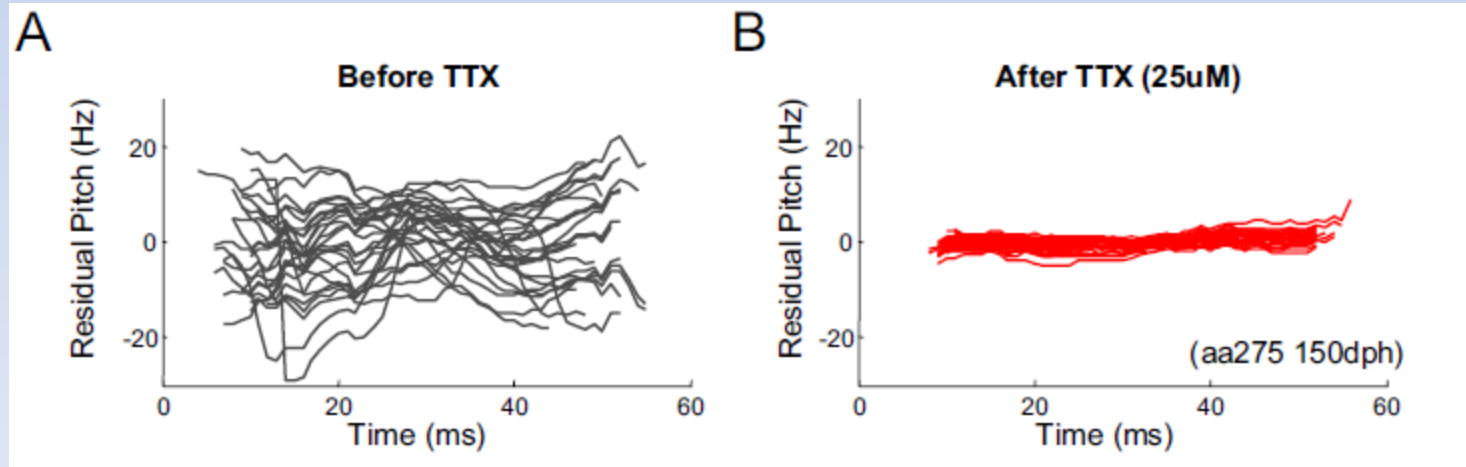 A
Before TTX
Residual Pitch (Hz)
20
0
-20
0 20 40 60
Time (ms)
B
After TTX (25uM)
Residual Pitch (Hz)
20
0
-20
(aa275 150dph)
0 20 40 60
Time (ms)